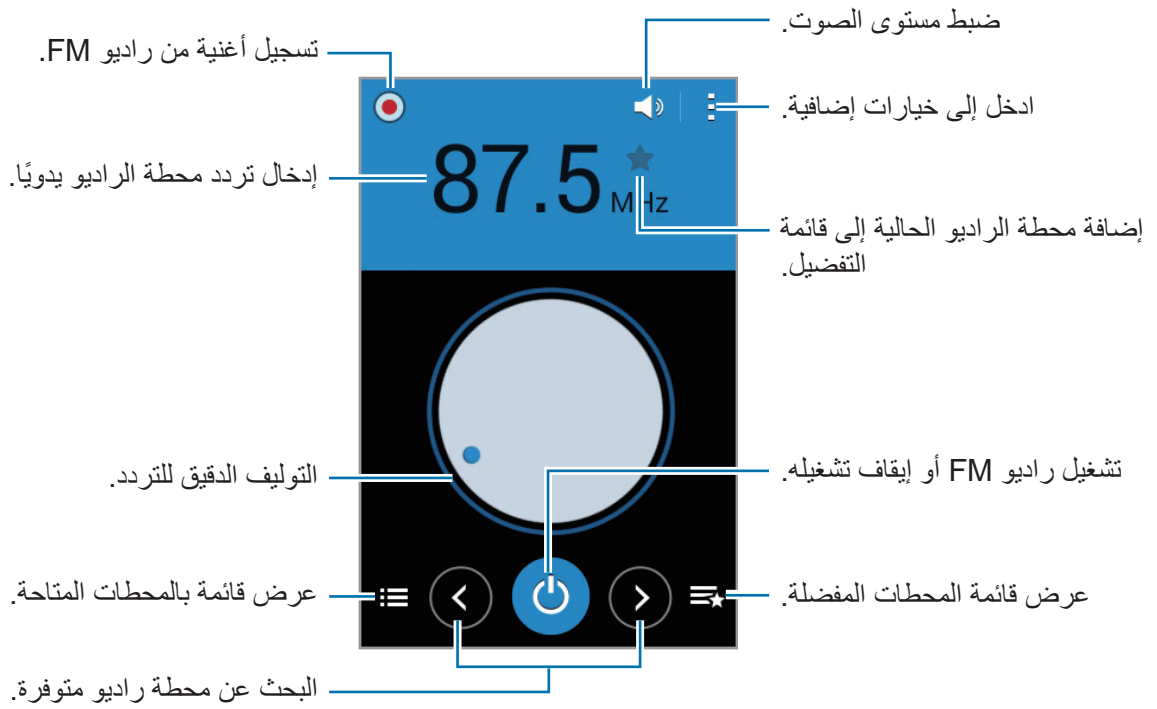 ضبط مستوى الصوت.
تسجيل أغنية من راديو FM.
ادخل إلى خيارات إضافية.
87.5 MHz
إدخال تردد محطة الراديو يدويًا.
إضافة محطة الراديو الحالية إلى قائمة
التفضيل.
تشغيل راديو FM أو إيقاف تشغيله.
التوليف الدقيق للتردد.
عرض قائمة المحطات المفضلة.
عرض قائمة بالمحطات المتاحة.
البحث عن محطة راديو متوفرة.